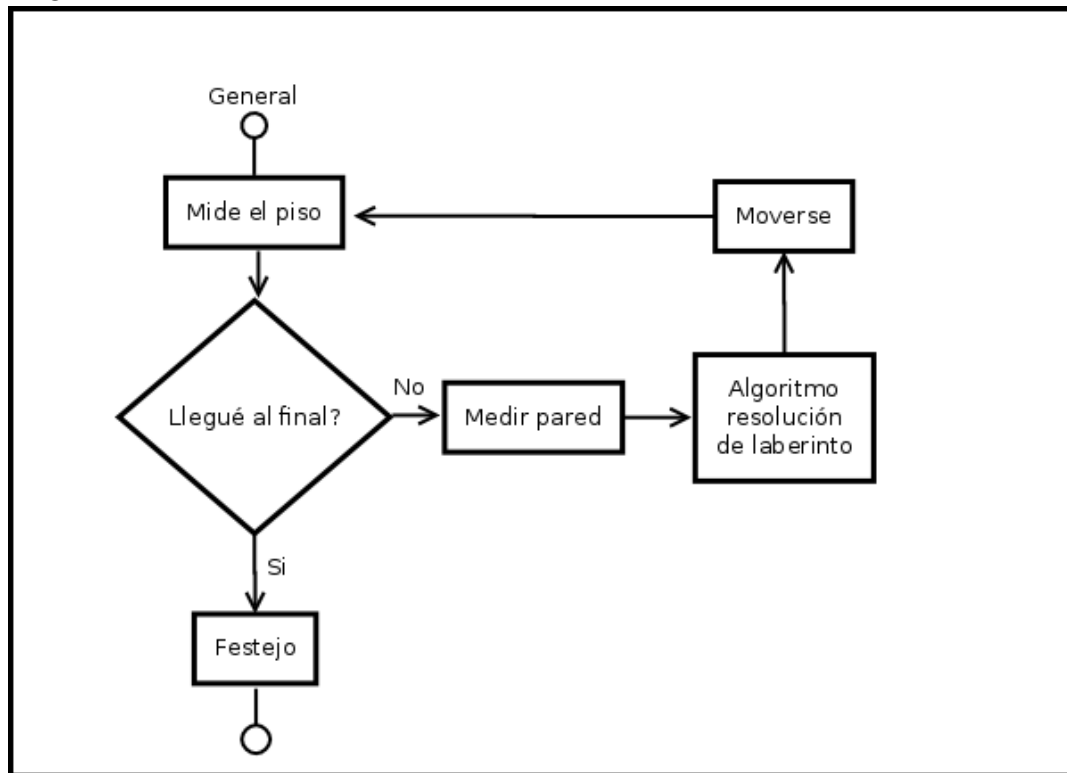 General
Mide el piso
Moverse
Llegué al final?
No
Medir pared
Algoritmo
resolución
de laberinto
Si
Festejo